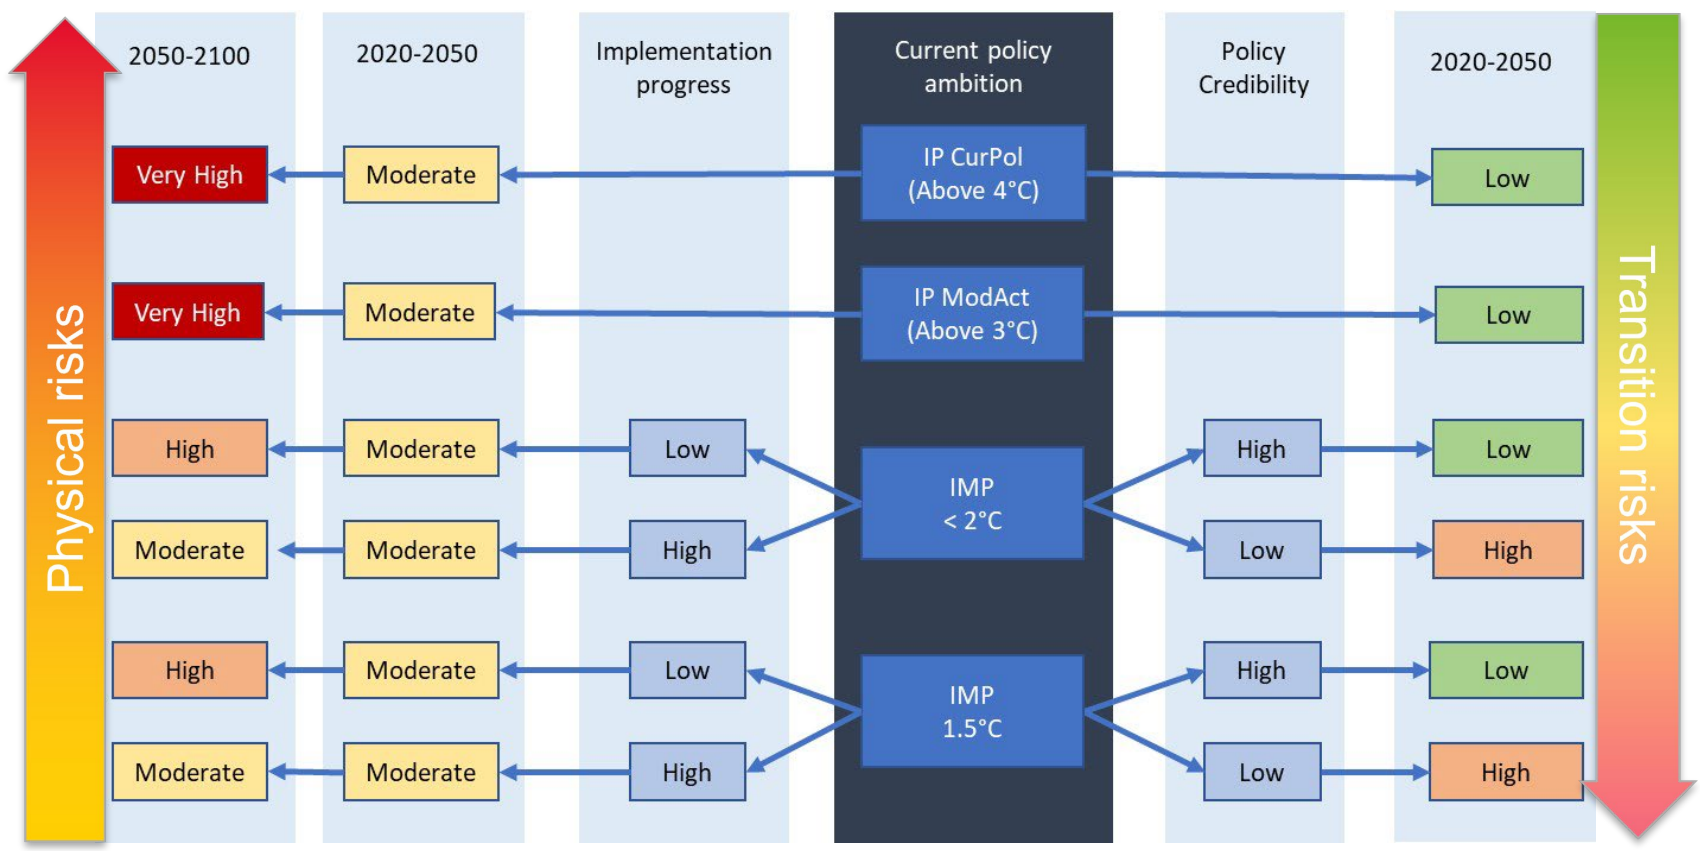 2050-2100
2020-2050
Implementation
progress
Current policy
ambition
Policy
Credibility
2020-2050
Very High
Moderate
IP CurPol
(Above 4°C)
Low
Very High
Moderate
IP ModAct
(Above 3°C)
Low
High
Moderate
Low
IMP
< 2°C
High
Low
Moderate
Moderate
High
Low
High
High
Moderate
Low
IMP
1.5°C
High
Low
Moderate
Moderate
High
Low
High
Physical risks
Transition risks